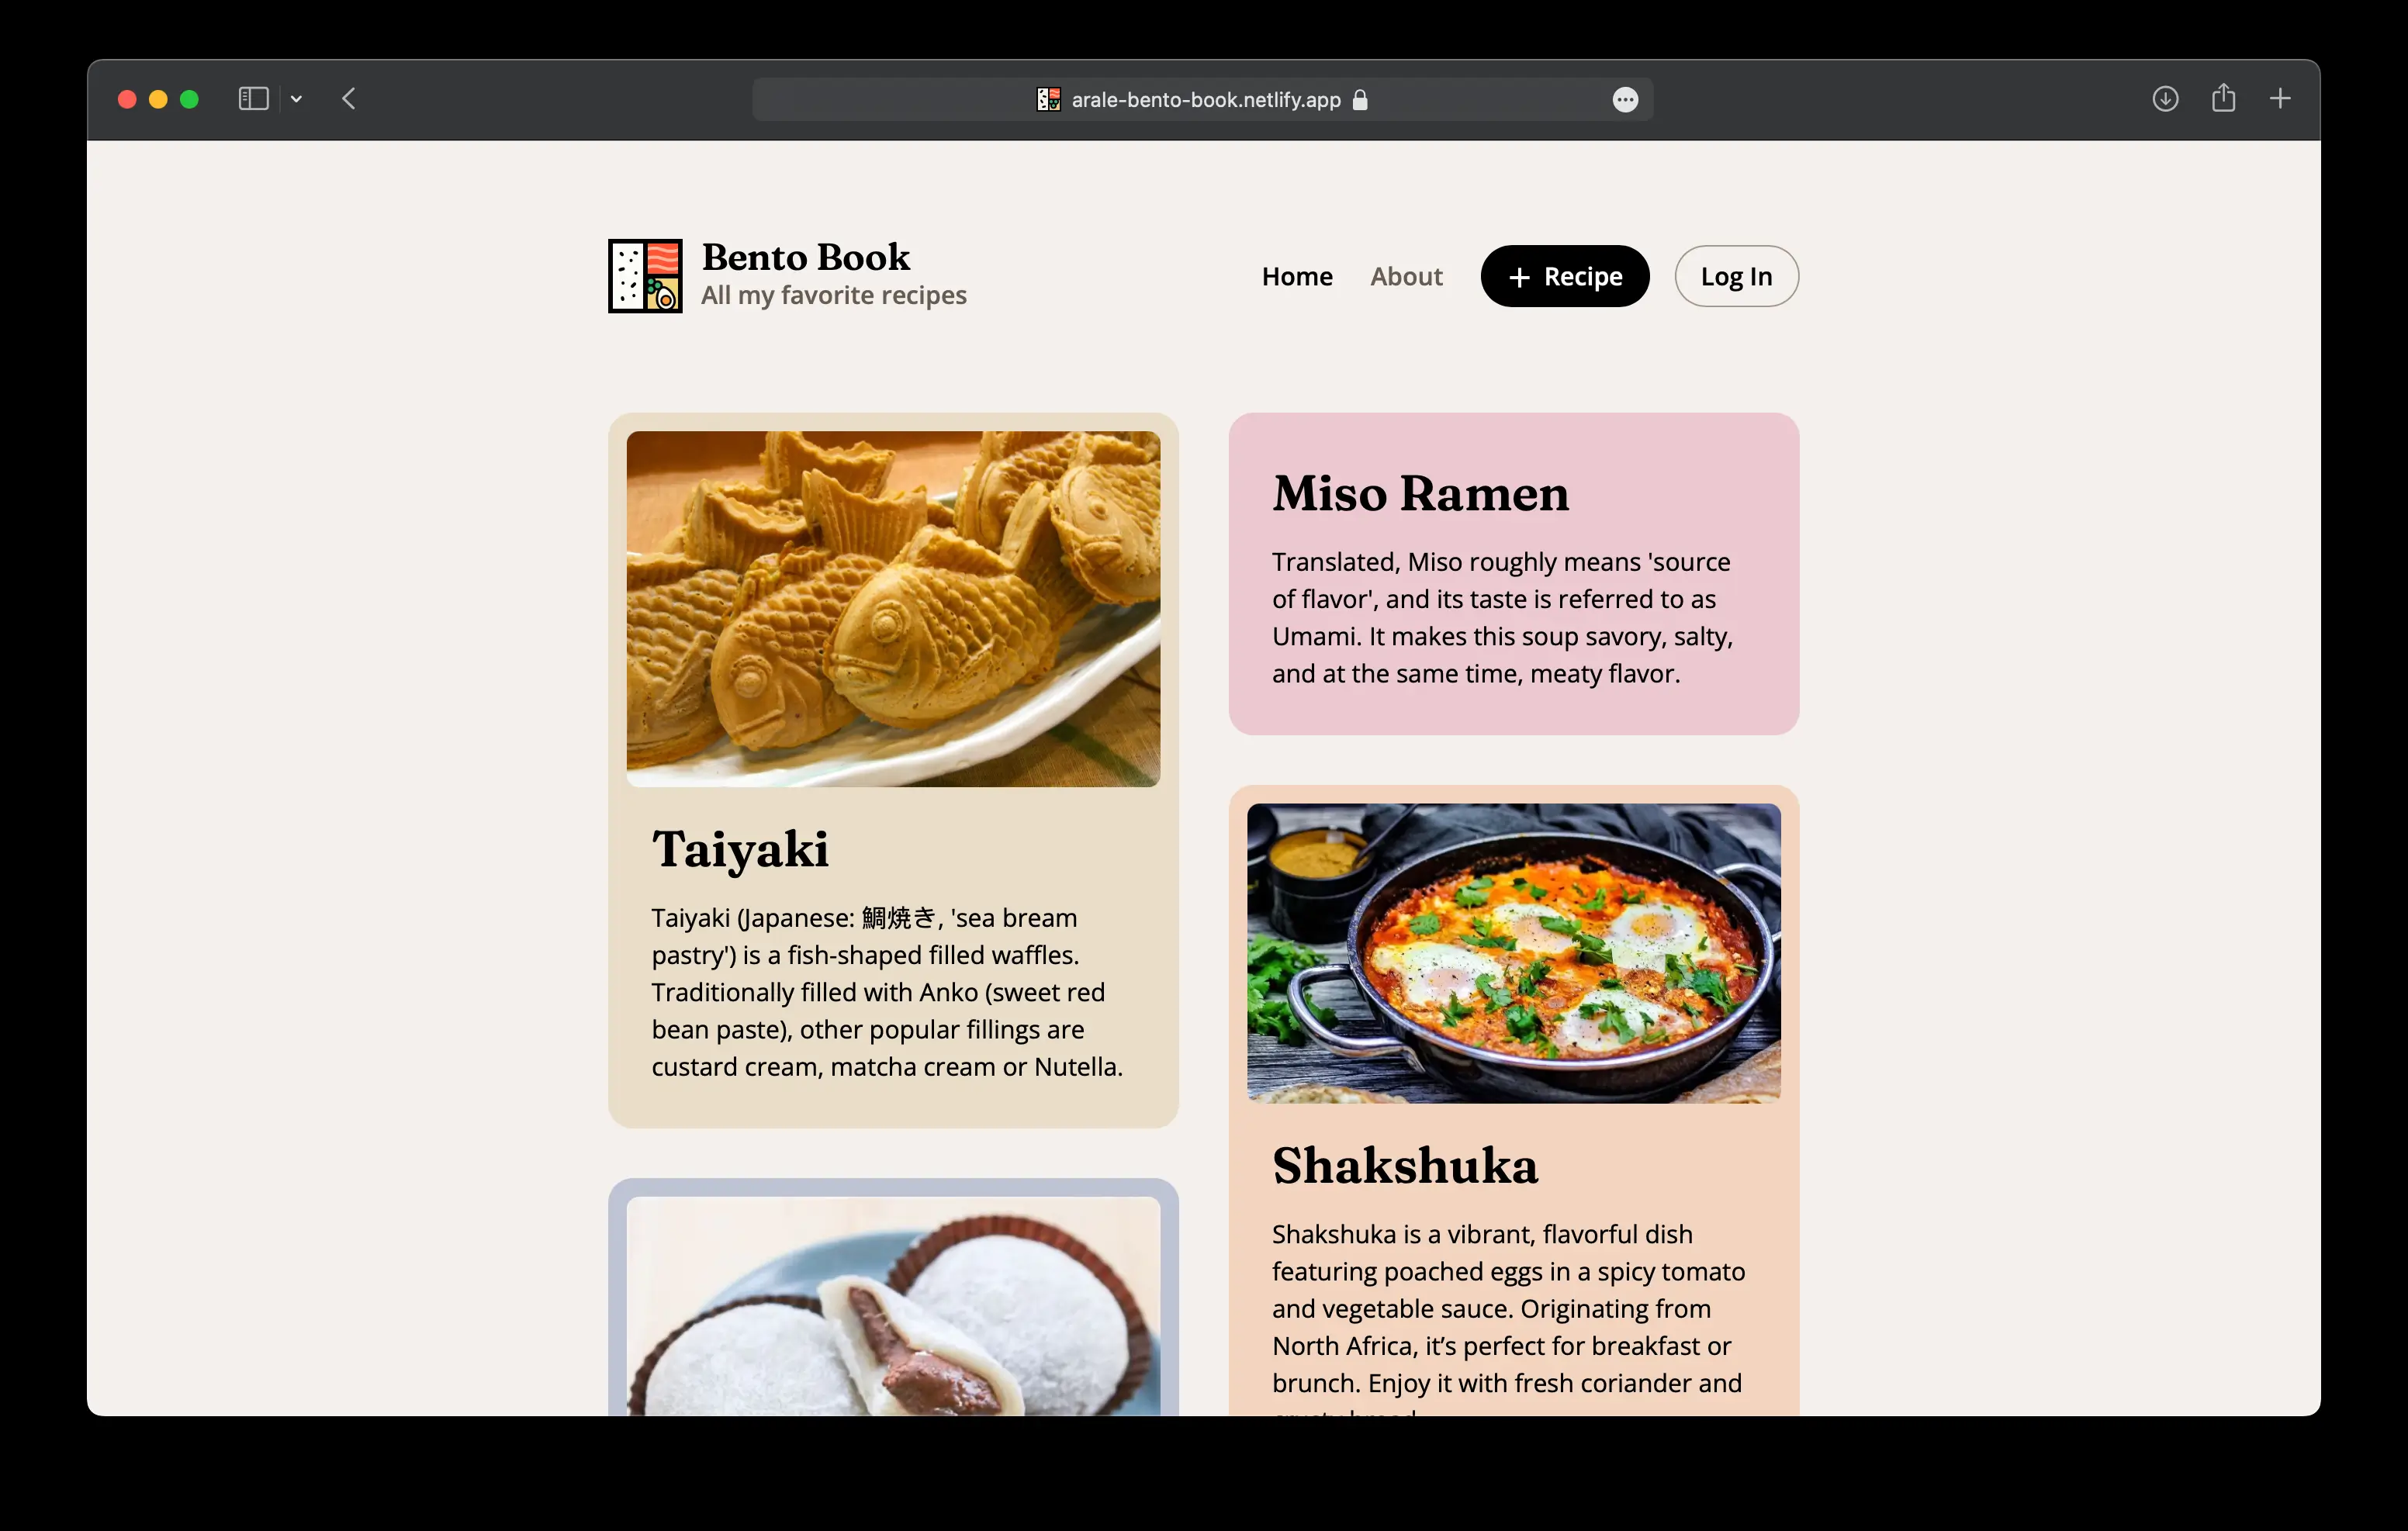 arale-bento-book.netlify.app
Bento Book
All my favorite recipes
Home
About
+ Recipe
Log In
Taiyaki
Taiyaki (Japanese: 鯛焼き, 'sea bream
pastry') is a fish-shaped filled waffles.
Traditionally filled with Anko (sweet red
bean paste), other popular fillings are
custard cream, matcha cream or Nutella.
Miso Ramen
Translated, Miso roughly means 'source
of flavor', and its taste is referred to as
Umami. It makes this soup savory, salty,
and at the same time, meaty flavor.
Shakshuka
Shakshuka is a vibrant, flavorful dish
featuring poached eggs in a spicy tomato
and vegetable sauce. Originating from
North Africa, it’s perfect for breakfast or
brunch. Enjoy it with fresh coriander and